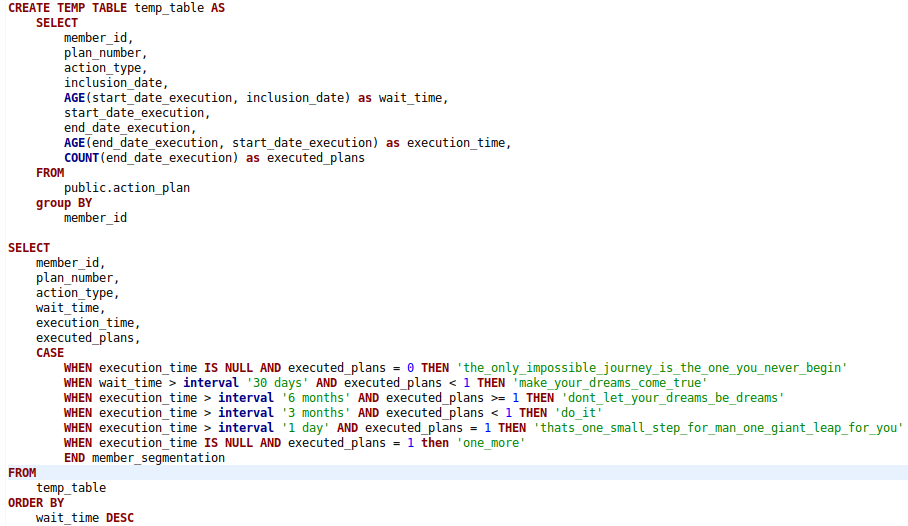 CREATE TEMP TABLE temp_table AS
SELECT
member_id,
plan_number,
action_type,
inclusion_date,
AGE(start_date_execution, inclusion_date) as wait_time,
start_date_execution,
end_date_execution,
AGE(end_date_execution, start_date_execution) as execution_time,
COUNT(end_date_execution) as executed_plans
FROM
public.action_plan
group BY
member_id
SELECT
member_id,
plan_number,
action_type,
wait_time,
execution_time,
executed_plans,
CASE
WHEN execution_time IS NULL AND executed_plans = 0 THEN 'the_only_impossible_journey_is_the_one_you_never_begin'
WHEN wait_time > interval '30 days' AND executed_plans < 1 THEN 'make_your_dreams_come_true'
WHEN execution_time > interval '6 months' AND executed_plans >= 1 THEN 'dont_let_your_dreams_be_dreams'
WHEN execution_time > interval '3 months' AND executed_plans < 1 THEN 'do_it'
WHEN execution_time > interval '1 day' AND executed_plans = 1 THEN 'thats_one_small_step_for_man_one_giant_leap_for_you'
WHEN execution_time IS NULL AND executed_plans = 1 then 'one_more'
END member_segmentation
FROM
temp_table
ORDER BY
wait_time DESC